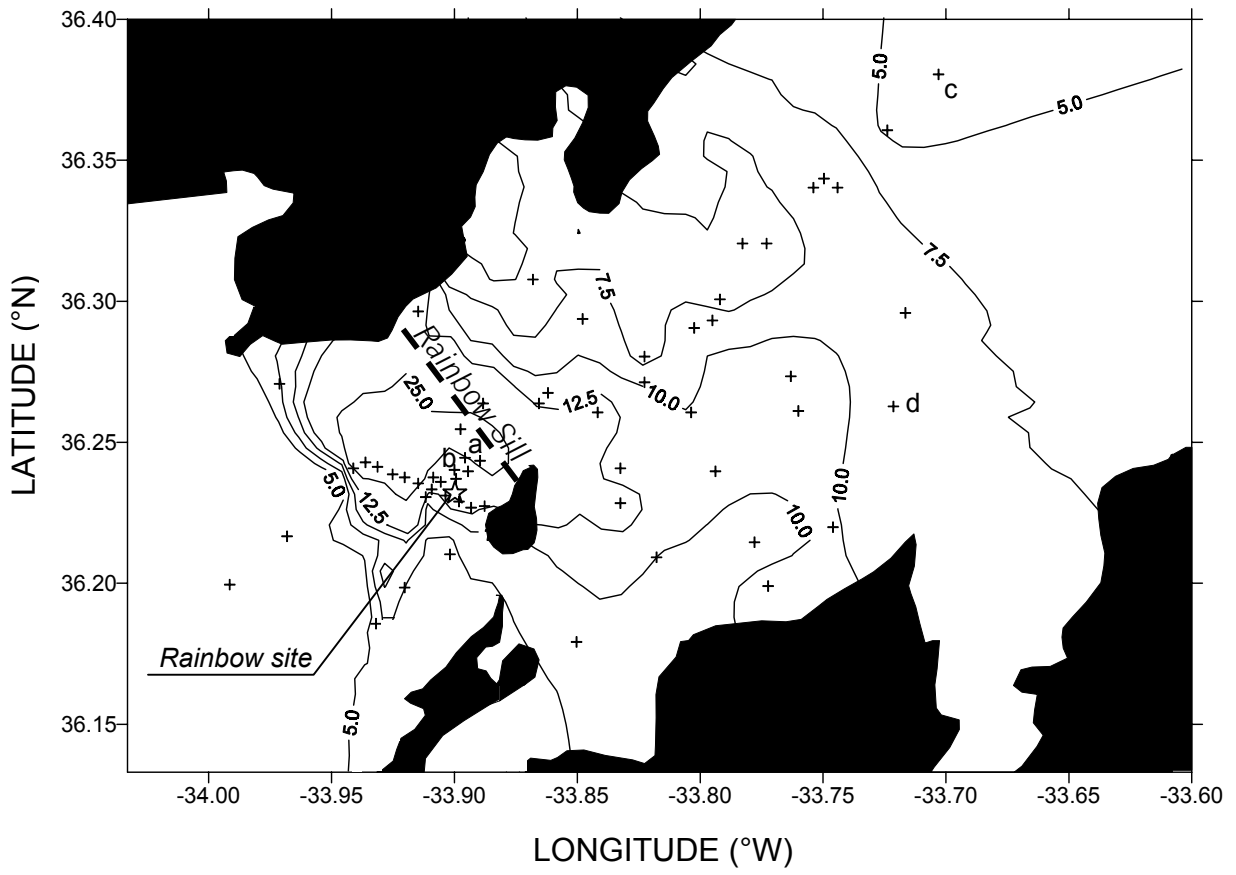 36.40
36.35
36.30
36.25
36.20
36.15
LATITUDE (°N)
5.0
5.0
c
7.5
7.5
Rainbow Sill
25.0
12.5
10.0
d
a
b
5.0
12.5
10.0
10.0
Rainbow site
5.0
-34.00 -33.95 -33.90 -33.85 -33.80 -33.75 -33.70 -33.65 -33.60
LONGITUDE (°W)